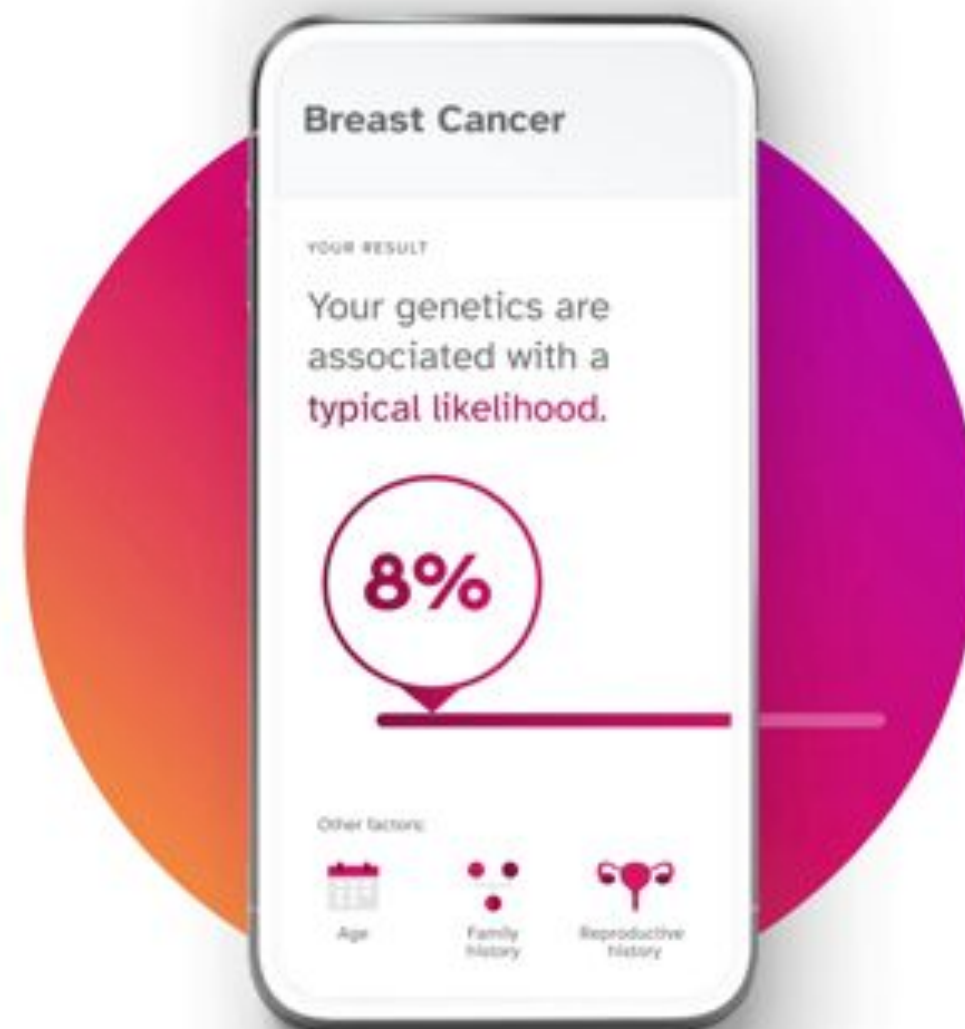 Breast Cancer
YOUR RESULT
Your genetics are
associated with a
typical likelihood.
8%
Other factors:
Age
Family
history
Reproductive
history